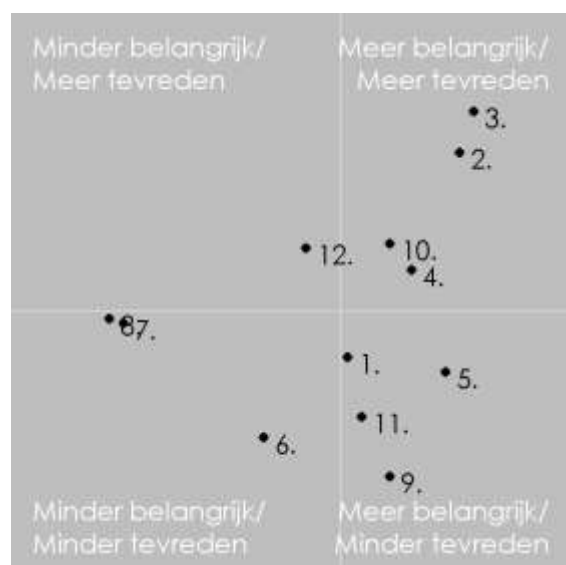 Minder belangrijk/
Meer tevreden
Meer belangrijk/
Meer tevreden
3.
2.
12.
10.
4.
7.
1.
5.
11.
6.
9.
Minder belangrijk/
Minder tevreden
Meer belangrijk/
Minder tevreden